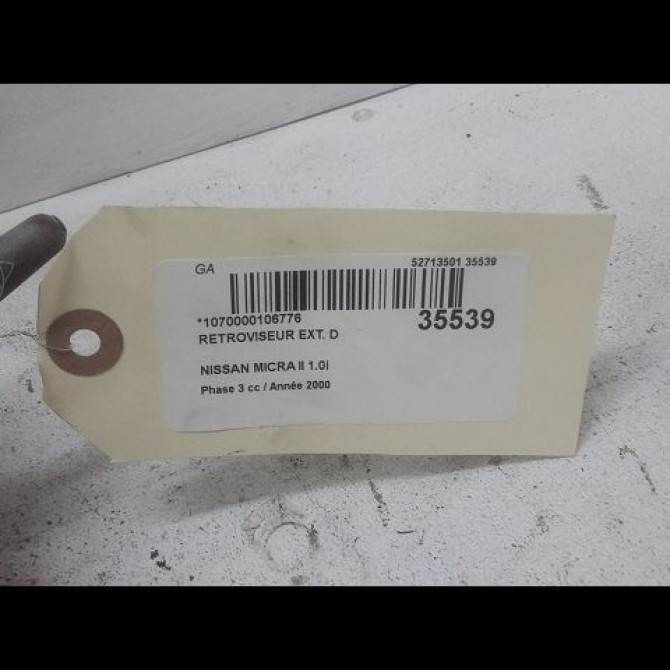 GA 52713501 35539
*1070000106776 35539
RETROVISEUR EXT. D
NISSAN MICRA II 1.0i
Phase 3 cc / Année 2000